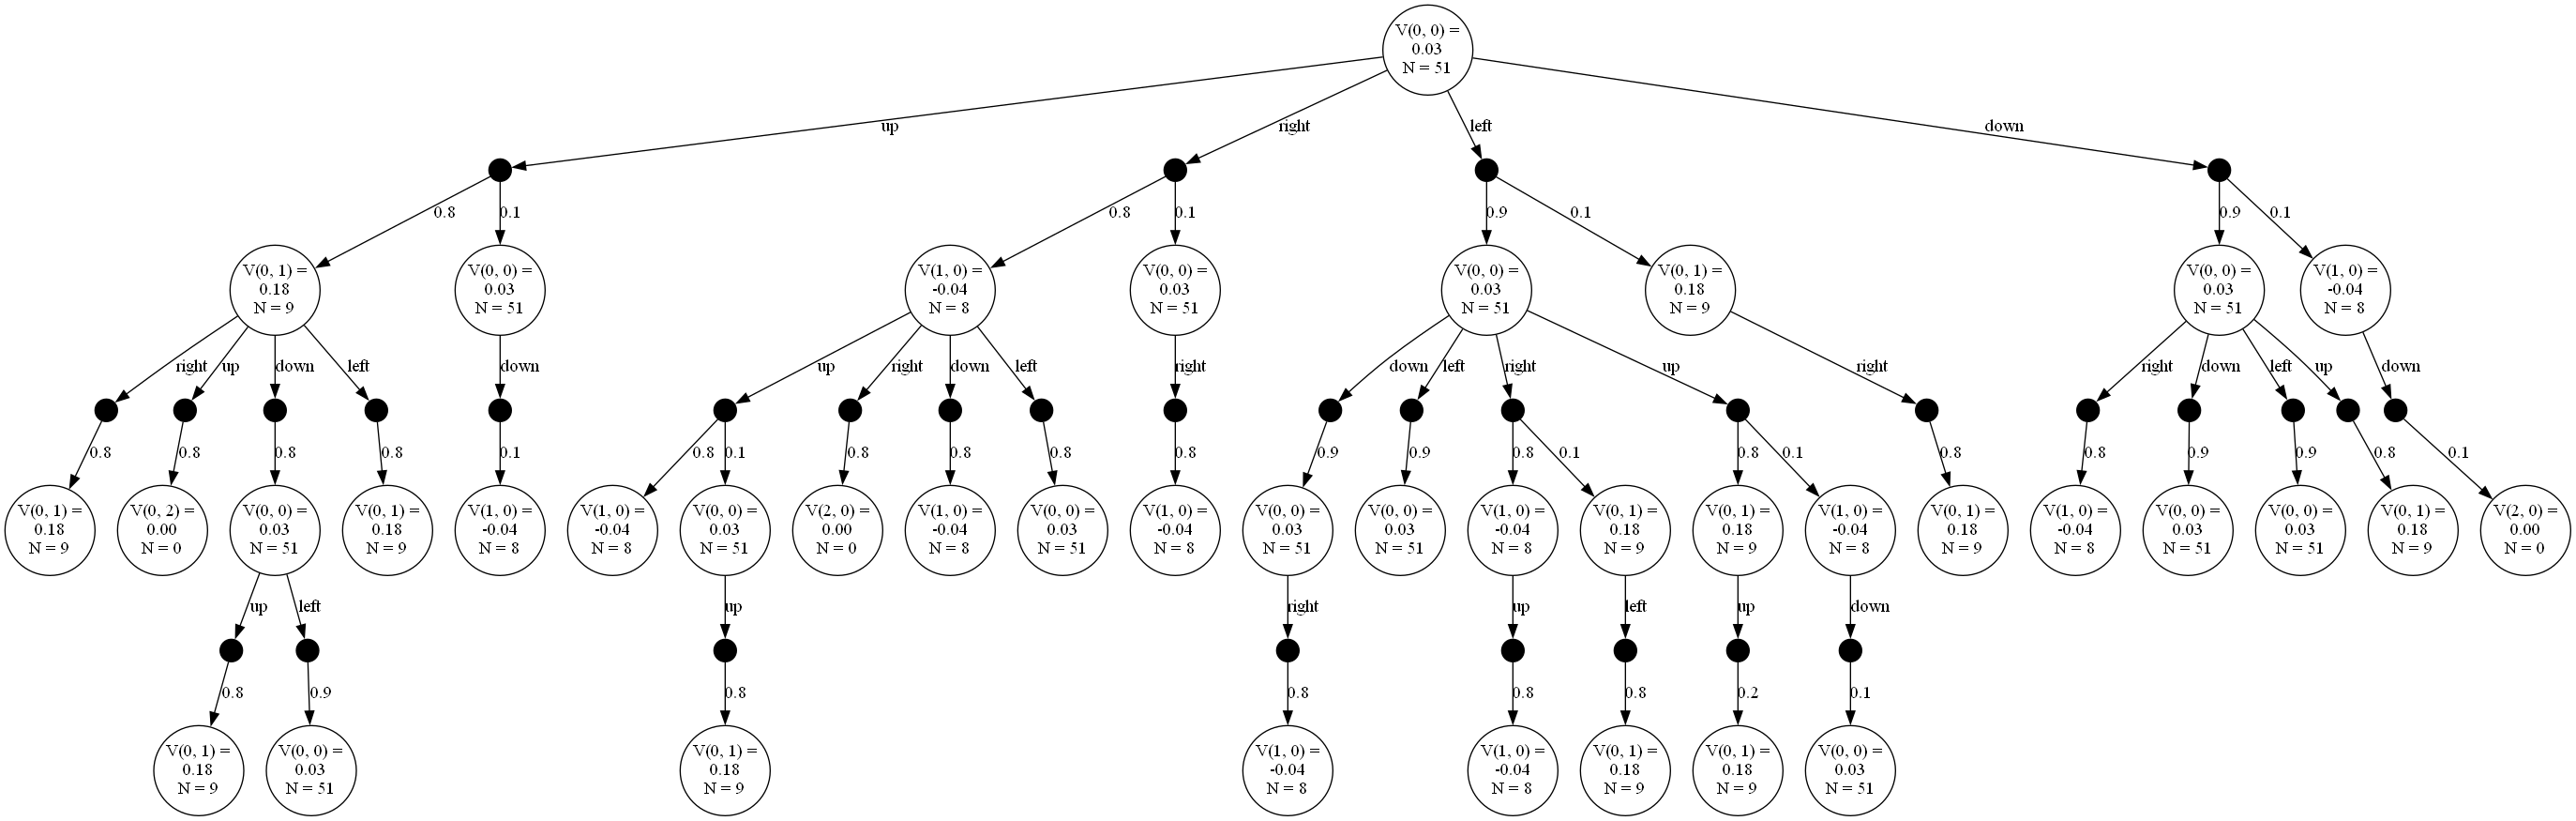 V(0, 0) =
0.03
N = 51
up
right
left
down
0.8
0.1
0.8
0.1
0.9
0.1
0.9
0.1
V(0, 1) =
0.18
N = 9
V(0, 0) =
0.03
N = 51
V(1, 0) =
-0.04
N = 8
V(0, 0) =
0.03
N = 51
V(0, 0) =
0.03
N = 51
V(0, 1) =
0.18
N = 9
V(0, 0) =
0.03
N = 51
V(1, 0) =
-0.04
N = 8
right
up
down
left
down
up
right
down
left
right
down
left
right
up
right
right
down
left
up
down
0.8
0.8
0.8
0.8
0.1
0.8
0.1
0.8
0.8
0.8
0.8
0.9
0.9
0.8
0.1
0.8
0.1
0.8
0.8
0.9
0.9
0.8
0.1
V(0, 1) =
0.18
N = 9
V(0, 2) =
0.00
N = 0
V(0, 0) =
0.03
N = 51
V(0, 1) =
0.18
N = 9
V(1, 0) =
-0.04
N = 8
V(1, 0) =
-0.04
N = 8
V(0, 0) =
0.03
N = 51
V(2, 0) =
0.00
N = 0
V(1, 0) =
-0.04
N = 8
V(0, 0) =
0.03
N = 51
V(1, 0) =
-0.04
N = 8
V(0, 0) =
0.03
N = 51
V(0, 0) =
0.03
N = 51
V(1, 0) =
-0.04
N = 8
V(0, 1) =
0.18
N = 9
V(0, 1) =
0.18
N = 9
V(1, 0) =
-0.04
N = 8
V(0, 1) =
0.18
N = 9
V(1, 0) =
-0.04
N = 8
V(0, 0) =
0.03
N = 51
V(0, 0) =
0.03
N = 51
V(0, 1) =
0.18
N = 9
V(2, 0) =
0.00
N = 0
up
left
up
right
up
left
up
down
0.8
0.9
0.8
0.8
0.8
0.8
0.2
0.1
V(0, 1) =
0.18
N = 9
V(0, 0) =
0.03
N = 51
V(0, 1) =
0.18
N = 9
V(1, 0) =
-0.04
N = 8
V(1, 0) =
-0.04
N = 8
V(0, 1) =
0.18
N = 9
V(0, 1) =
0.18
N = 9
V(0, 0) =
0.03
N = 51